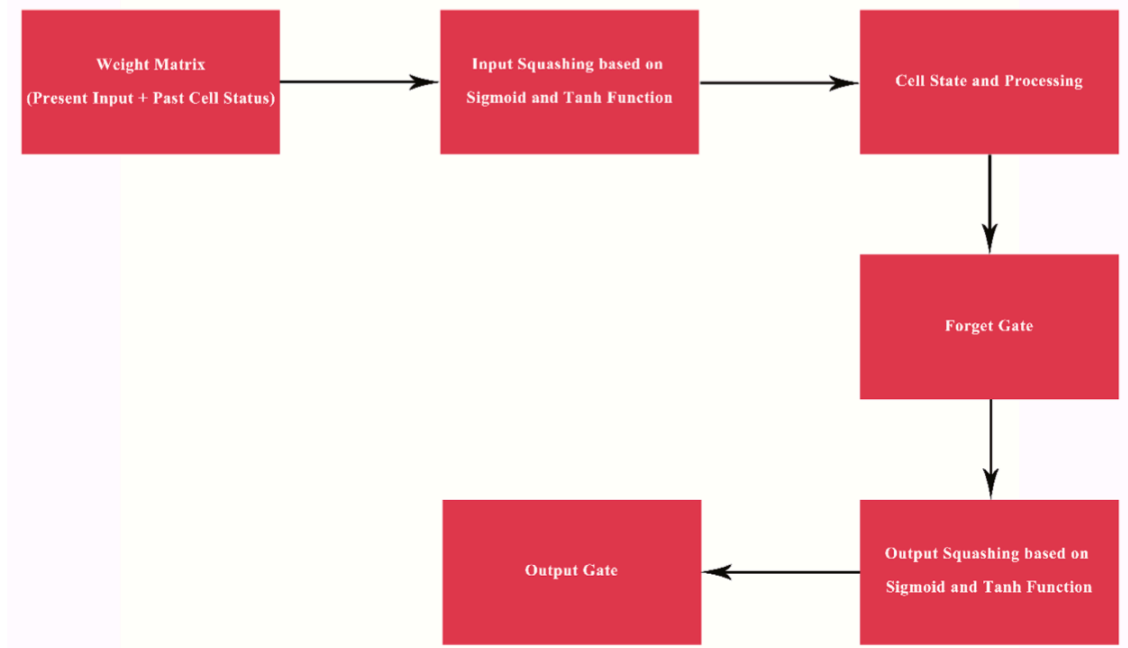 Weight Matrix
(Present Input + Past Cell Status)
Input Squashing based on
Sigmoid and Tanh Function
Cell State and Processing
Forget Gate
Output Squashing based on
Sigmoid and Tanh Function
Output Gate